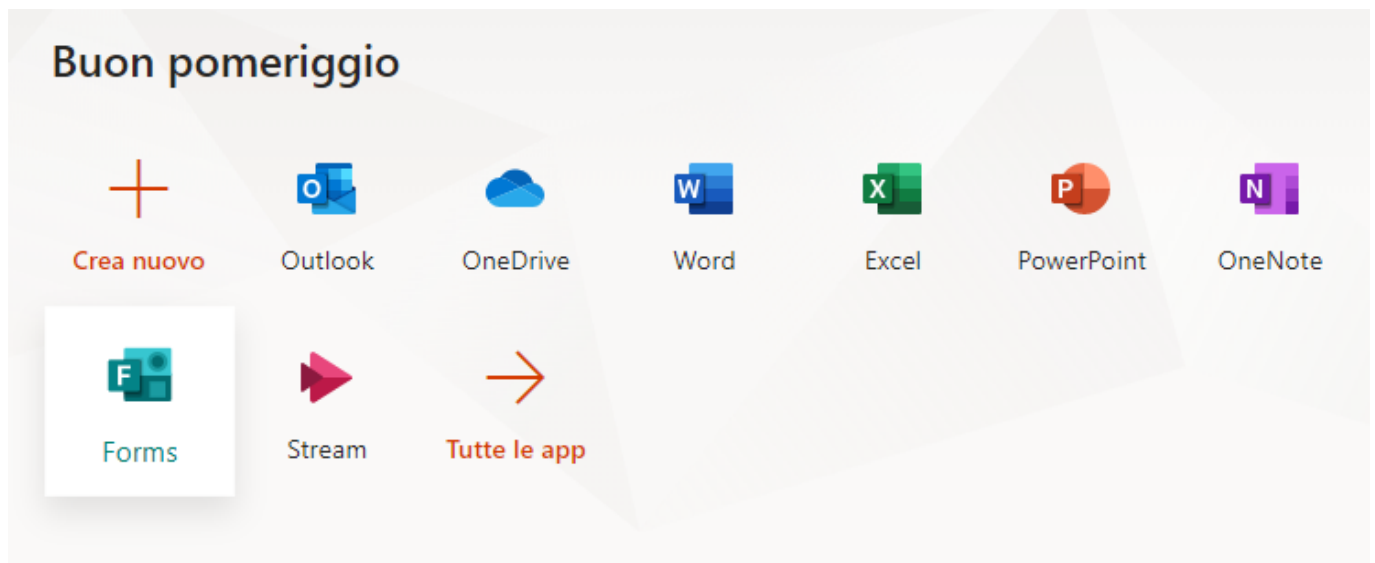 Buon pomeriggio
Crea nuovo
Outlook
OneDrive
Word
Excel
PowerPoint
OneNote
Forms
Stream
Tutte le app